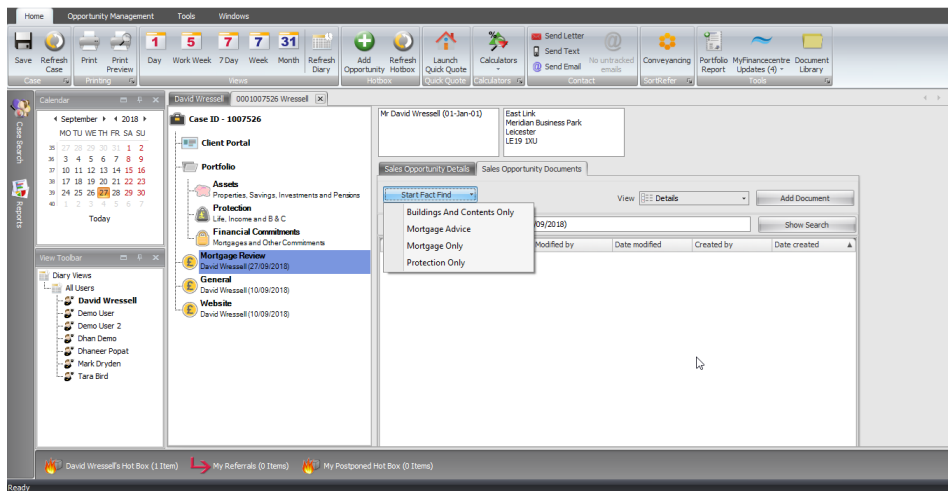 Home Opportunity Management Tools Windows
Save Refresh Case Print Print Preview 1 Day 5 Work Week 7 7 Day 7 Week 31 Month Refresh Diary Add Opportunity Refresh Hotbox Launch Quick Quote Calculators Send Letter Send Text @ Send Email @ No untracked emails Conveyancing Portfolio Report MyFinancecentre Updates (4) Document Library
Case Printing Views Hotbox Quick Quote Calculators Contact SortRefer Tools
Case Search
Reports
Calendar
September 2018
MO TU WE TH FR SA SU
35 27 28 29 30 31 1 2
36 3 4 5 6 7 8 9
37 10 11 12 13 14 15 16
38 17 18 19 20 21 22 23
39 24 25 26 27 28 29 30
40 1 2 3 4 5 6 7
Today
View Toolbar
Diary Views
All Users
David Wressell
Demo User
Demo User 2
Dhan Demo
Dhaneer Popat
Mark Dryden
Tara Bird
David Wressell 0001007526 Wressell
Case ID - 1007526
Client Portal
Portfolio
Assets
Properties, Savings, Investments and Pensions
Protection
Life, Income and B & C
Financial Commitments
Mortgages and Other Commitments
Mortgage Review
David Wressell (27/09/2018)
General
David Wressell (10/09/2018)
Website
David Wressell (10/09/2018)
Mr David Wressell (01-Jan-01)
East Link
Meridian Business Park
Leicester
LE19 1XU
Sales Opportunity Details Sales Opportunity Documents
Start Fact Find View Details Add Document
Buildings And Contents Only
Mortgage Advice
Mortgage Only
Protection Only
/09/2018) Show Search
Modified by Date modified Created by Date created
David Wressell's Hot Box (1 Item) My Referrals (0 Items) My Postponed Hot Box (0 Items)
Ready